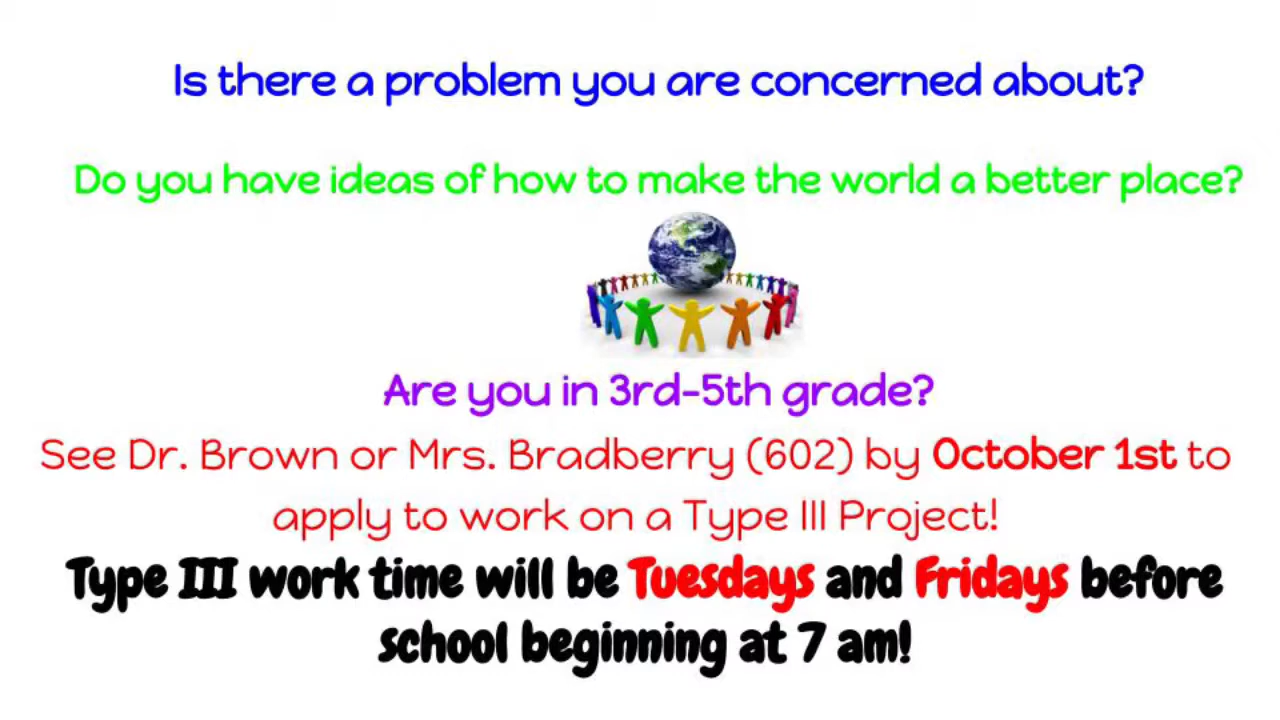 Is there a problem you are concerned about?
Do you have ideas of how to make the world a better place?
Are you in 3rd-5th grade?
See Dr. Brown or Mrs. Bradberry (602) by October 1st to
apply to work on a Type III Project!
Type III work time will be Tuesdays and Fridays before
school beginning at 7 am!